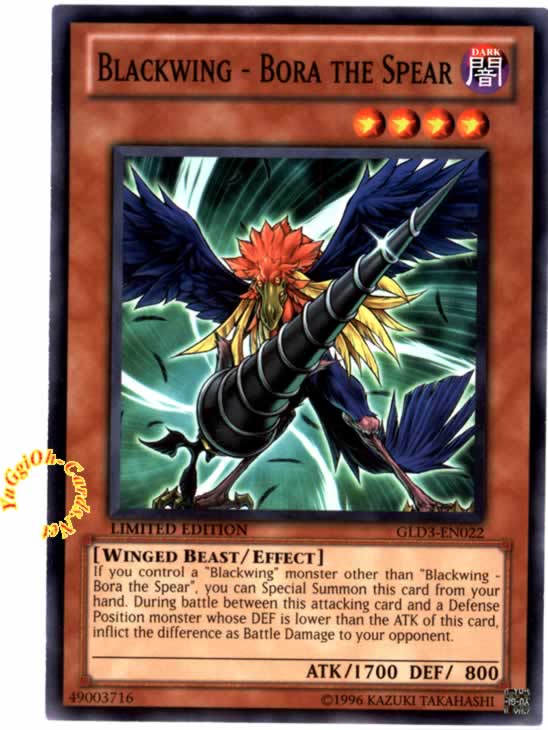 DARK
BLACKWING - BORA THE SPEAR 闇
LIMITED EDITION GLD3-EN022
YuGgiOh-Cards.Net
[WINGED BEAST/EFFECT]
If you control a "Blackwing" monster other than "Blackwing -
Bora the Spear", you can Special Summon this card from your
hand. During battle between this attacking card and a Defense
Position monster whose DEF is lower than the ATK of this card,
inflict the difference as Battle Damage to your opponent.
ATK/1700 DEF/ 800
49003716 ©1996 KAZUKI TAKAHASHI